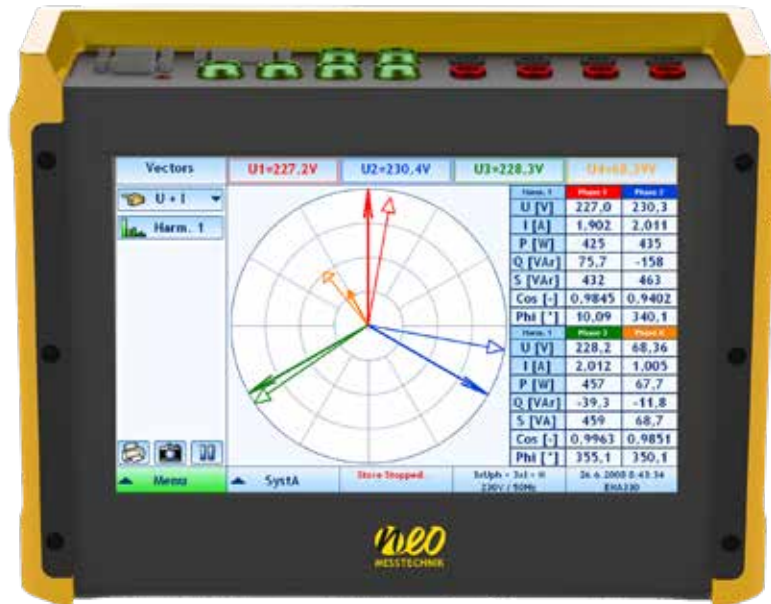 Vectors U1=227,2V U2=230,4V U3=228,3V U4=68,39V
U + I
Harm. 1
Harm. 1 Phase 1 Phase 2
U [V] 227,0 230,3
I [A] 1,902 2,011
P [W] 425 435
Q [VAr] 75,7 -158
S [VAr] 432 463
Cos [-] 0,9845 0,9402
Phi [°] 10,09 340,1
Harm. 1 Phase 3 Phase 4
U [V] 228,2 68,36
I [A] 2,012 1,005
P [W] 457 67,7
Q [VAr] -39,3 -11,8
S [VA] 459 68,7
Cos [-] 0,9963 0,9851
Phi [°] 355,1 350,1
Menu SystA Store Stopped 3xUph + 3xI + N 26.6.2008 8:43:34
230V / 50Hz
neo
MESSTECHNIK